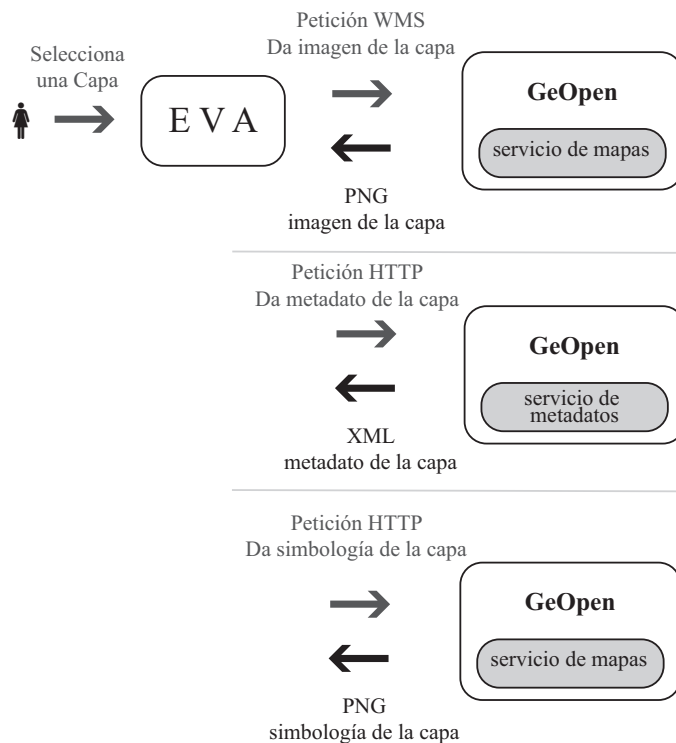 Selecciona
una Capa
E V A
Petición WMS
Da imagen de la capa
GeOpen
servicio de mapas
PNG
imagen de la capa
Petición HTTP
Da metadato de la capa
GeOpen
servicio de
metadatos
XML
metadato de la capa
Petición HTTP
Da simbología de la capa
GeOpen
servicio de mapas
PNG
simbología de la capa